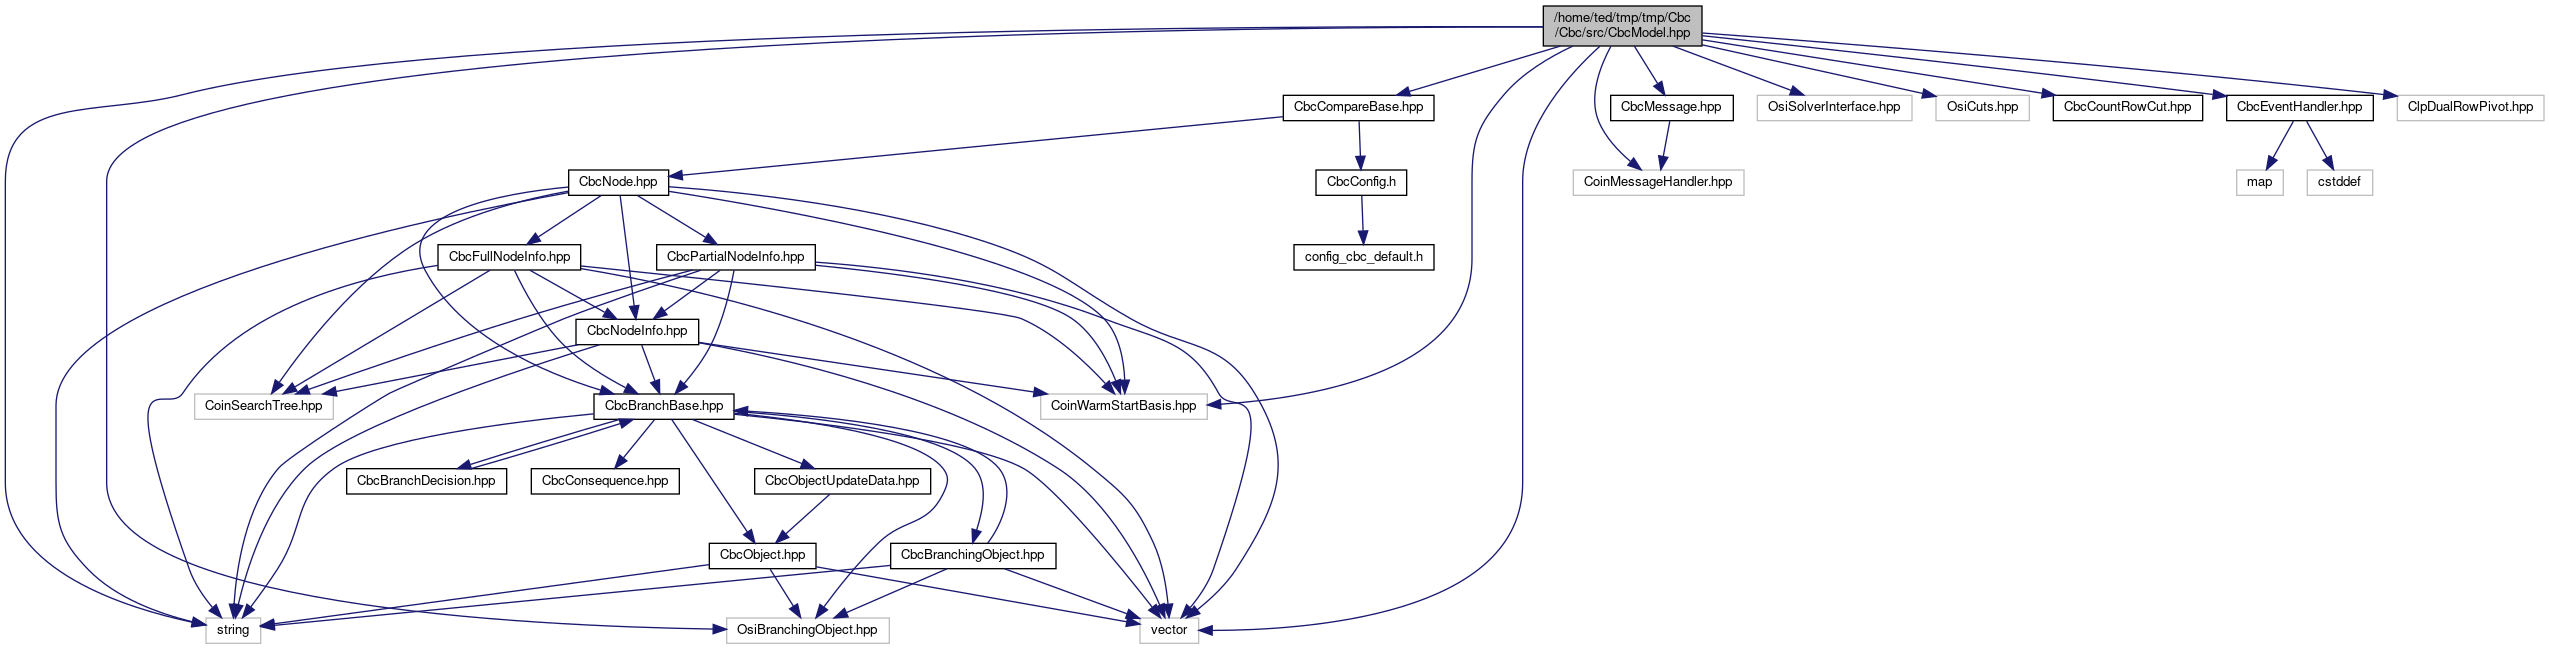 /home/ted/tmp/tmp/Cbc
/Cbc/src/CbcModel.hpp
CbcCompareBase.hpp
CbcMessage.hpp
OsiSolverInterface.hpp
OsiCuts.hpp
CbcCountRowCut.hpp
CbcEventHandler.hpp
ClpDualRowPivot.hpp
CbcNode.hpp
CbcConfig.h
CoinMessageHandler.hpp
map
cstddef
CbcFullNodeInfo.hpp
CbcPartialNodeInfo.hpp
config_cbc_default.h
CbcNodeInfo.hpp
CoinSearchTree.hpp
CbcBranchBase.hpp
CoinWarmStartBasis.hpp
CbcBranchDecision.hpp
CbcConsequence.hpp
CbcObjectUpdateData.hpp
CbcObject.hpp
CbcBranchingObject.hpp
string
OsiBranchingObject.hpp
vector